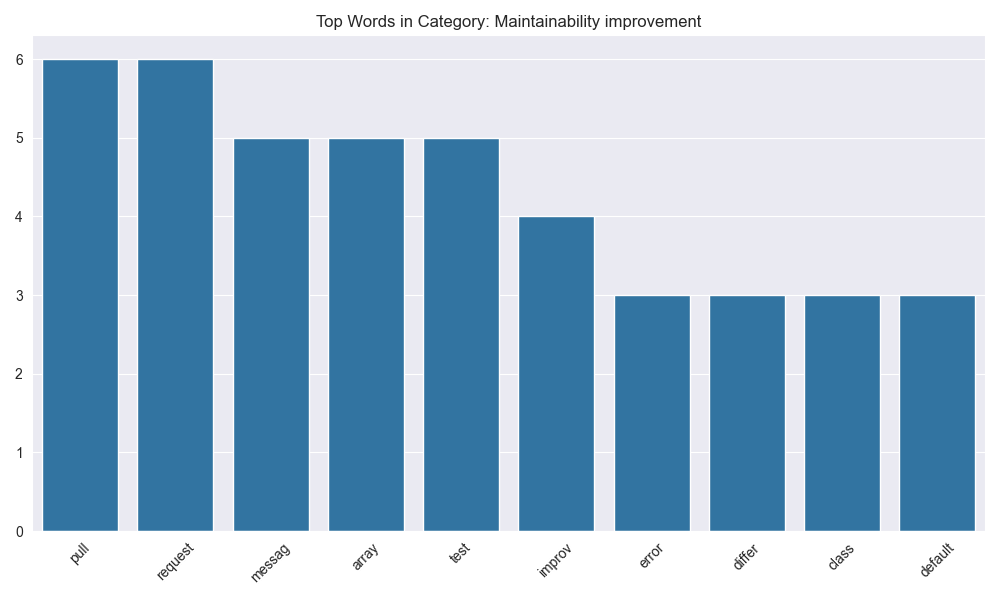 Top Words in Category: Maintainability improvement
6
5
4
3
2
1
0
pull
request
messag
array
test
improv
error
differ
class
default